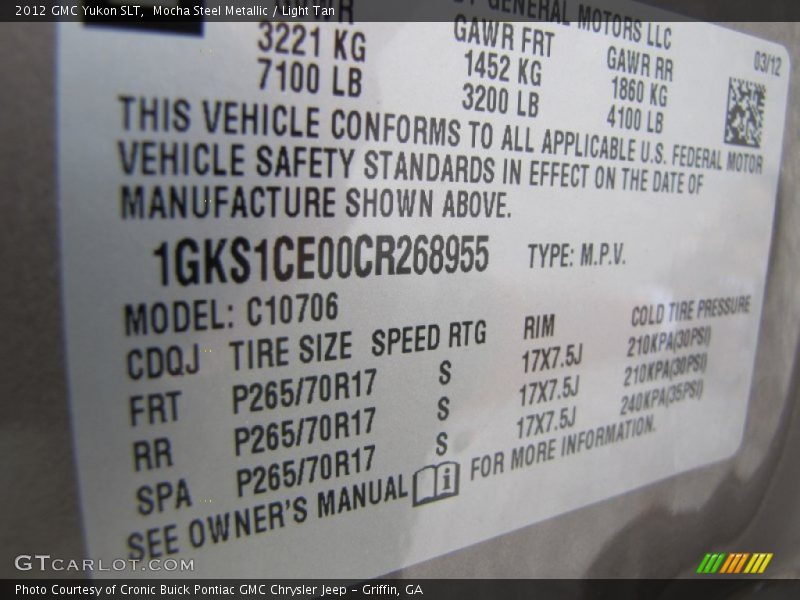 2012 GMC Yukon SLT,  Mocha Steel Metallic / Light Tan
GENERAL MOTORS LLC
03/12
GAWR FRT GAWR RR
3221 KG 1452 KG 1860 KG
7100 LB 3200 LB 4100 LB
THIS VEHICLE CONFORMS TO ALL APPLICABLE U.S. FEDERAL MOTOR
VEHICLE SAFETY STANDARDS IN EFFECT ON THE DATE OF
MANUFACTURE SHOWN ABOVE.
1GKS1CE00CR268955 TYPE: M.P.V.
MODEL: C10706
CDQJ TIRE SIZE SPEED RTG RIM COLD TIRE PRESSURE
FRT P265/70R17 S 17X7.5J 210KPA(30PSI)
RR P265/70R17 S 17X7.5J 210KPA(30PSI)
SPA P265/70R17 S 17X7.5J 240KPA(35PSI)
SEE OWNER'S MANUAL i FOR MORE INFORMATION.
GTCARLOT.COM
Photo Courtesy of Cronic Buick Pontiac GMC Chrysler Jeep – Griffin, GA